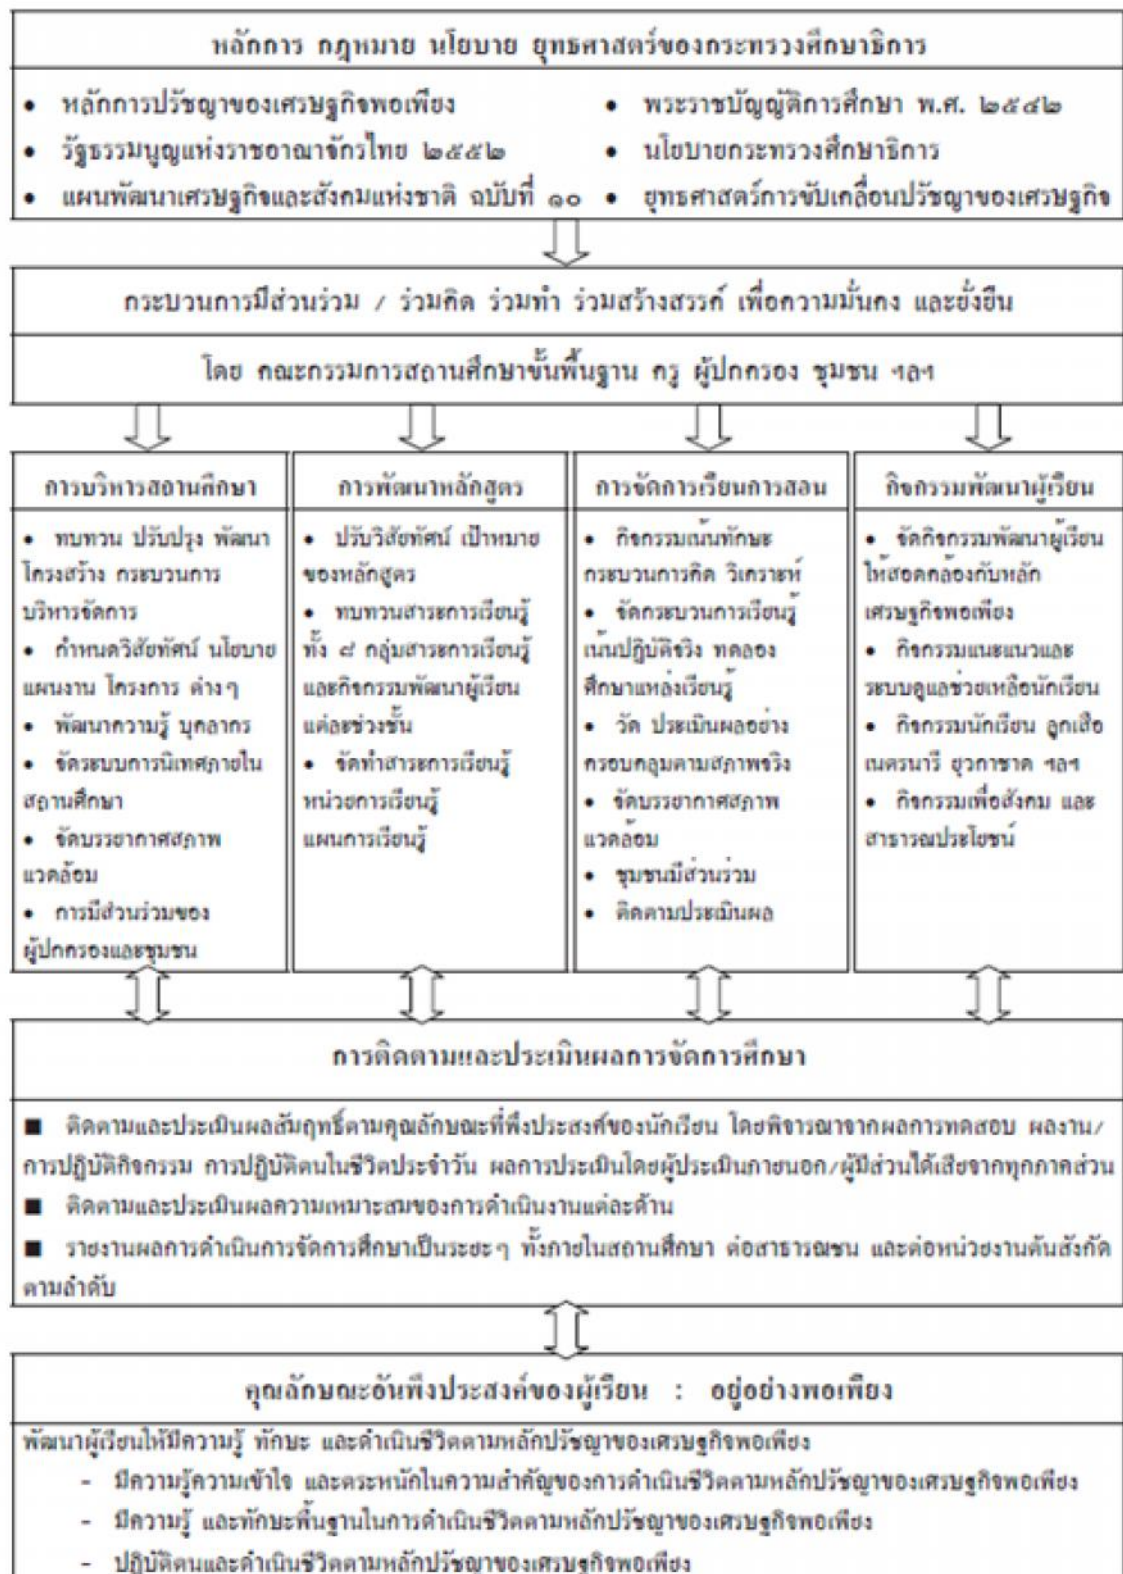 หลักการ กฎหมาย นโยบาย ยุทธศาสตร์ของกระทรวงศึกษาธิการ
• หลักการปรัชญาของเศรษฐกิจพอเพียง
• รัฐธรรมนูญแห่งราชอาณาจักรไทย ๒๕๕๒
• แผนพัฒนาเศรษฐกิจและสังคมแห่งชาติ ฉบับที่ ๑๐
• พระราชบัญญัติการศึกษา พ.ศ. ๒๕๔๒
• นโยบายกระทรวงศึกษาธิการ
• ยุทธศาสตร์การขับเคลื่อนปรัชญาของเศรษฐกิจ
กระบวนการมีส่วนร่วม / ร่วมคิด ร่วมทำ ร่วมสร้างสรรค์ เพื่อความมั่นคง และยั่งยืน
โดย คณะกรรมการสถานศึกษาขั้นพื้นฐาน ครู ผู้ปกครอง ชุมชน ฯลฯ
การบริหารสถานศึกษา
• ทบทวน ปรับปรุง พัฒนา
โครงสร้าง กระบวนการ
บริหารจัดการ
• กำหนดวิสัยทัศน์ นโยบาย
แผนงาน โครงการ ต่างๆ
• พัฒนาความรู้ บุคลากร
• จัดระบบการนิเทศภายใน
สถานศึกษา
• จัดบรรยากาศสภาพ
แวดล้อม
• การมีส่วนร่วมของ
ผู้ปกครองและชุมชน
การพัฒนาหลักสูตร
• ปรับวิสัยทัศน์ เป้าหมาย
ของหลักสูตร
• ทบทวนสาระการเรียนรู้
ทั้ง ๘ กลุ่มสาระการเรียนรู้
และกิจกรรมพัฒนาผู้เรียน
แต่ละช่วงชั้น
• จัดทำสาระการเรียนรู้
หน่วยการเรียนรู้
แผนการเรียนรู้
การจัดการเรียนการสอน
• กิจกรรมเน้นทักษะ
กระบวนการคิด วิเคราะห์
• จัดกระบวนการเรียนรู้
เน้นปฏิบัติจริง ทดลอง
ศึกษาแหล่งเรียนรู้
• วัด ประเมินผลอย่าง
ครอบคลุมตามสภาพจริง
• จัดบรรยากาศสภาพ
แวดล้อม
• ชุมชนมีส่วนร่วม
• ติดตามประเมินผล
กิจกรรมพัฒนาผู้เรียน
• จัดกิจกรรมพัฒนาผู้เรียน
ให้สอดคล้องกับหลัก
เศรษฐกิจพอเพียง
• กิจกรรมแนะแนวและ
ระบบดูแลช่วยเหลือนักเรียน
• กิจกรรมนักเรียน ลูกเสือ
เนตรนารี ยุวกาชาด ฯลฯ
• กิจกรรมเพื่อสังคม และ
สาธารณประโยชน์
การติดตามและประเมินผลการจัดการศึกษา
■ ติดตามและประเมินผลสัมฤทธิ์ตามคุณลักษณะที่พึงประสงค์ของนักเรียน โดยพิจารณาจากผลการทดสอบ ผลงาน/
การปฏิบัติกิจกรรม การปฏิบัติตนในชีวิตประจำวัน ผลการประเมินโดยผู้ประเมินภายนอก/ผู้มีส่วนได้เสียจากทุกภาคส่วน
■ ติดตามและประเมินผลความเหมาะสมของการดำเนินงานแต่ละด้าน
■ รายงานผลการดำเนินการจัดการศึกษาเป็นระยะๆ ทั้งภายในสถานศึกษา ต่อสาธารณชน และต่อหน่วยงานต้นสังกัด
ตามลำดับ
คุณลักษณะอันพึงประสงค์ของผู้เรียน : อยู่อย่างพอเพียง
พัฒนาผู้เรียนให้มีความรู้ ทักษะ และดำเนินชีวิตตามหลักปรัชญาของเศรษฐกิจพอเพียง
- มีความรู้ความเข้าใจ และตระหนักในความสำคัญของการดำเนินชีวิตตามหลักปรัชญาของเศรษฐกิจพอเพียง
- มีความรู้ และทักษะพื้นฐานในการดำเนินชีวิตตามหลักปรัชญาของเศรษฐกิจพอเพียง
- ปฏิบัติตนและดำเนินชีวิตตามหลักปรัชญาของเศรษฐกิจพอเพียง